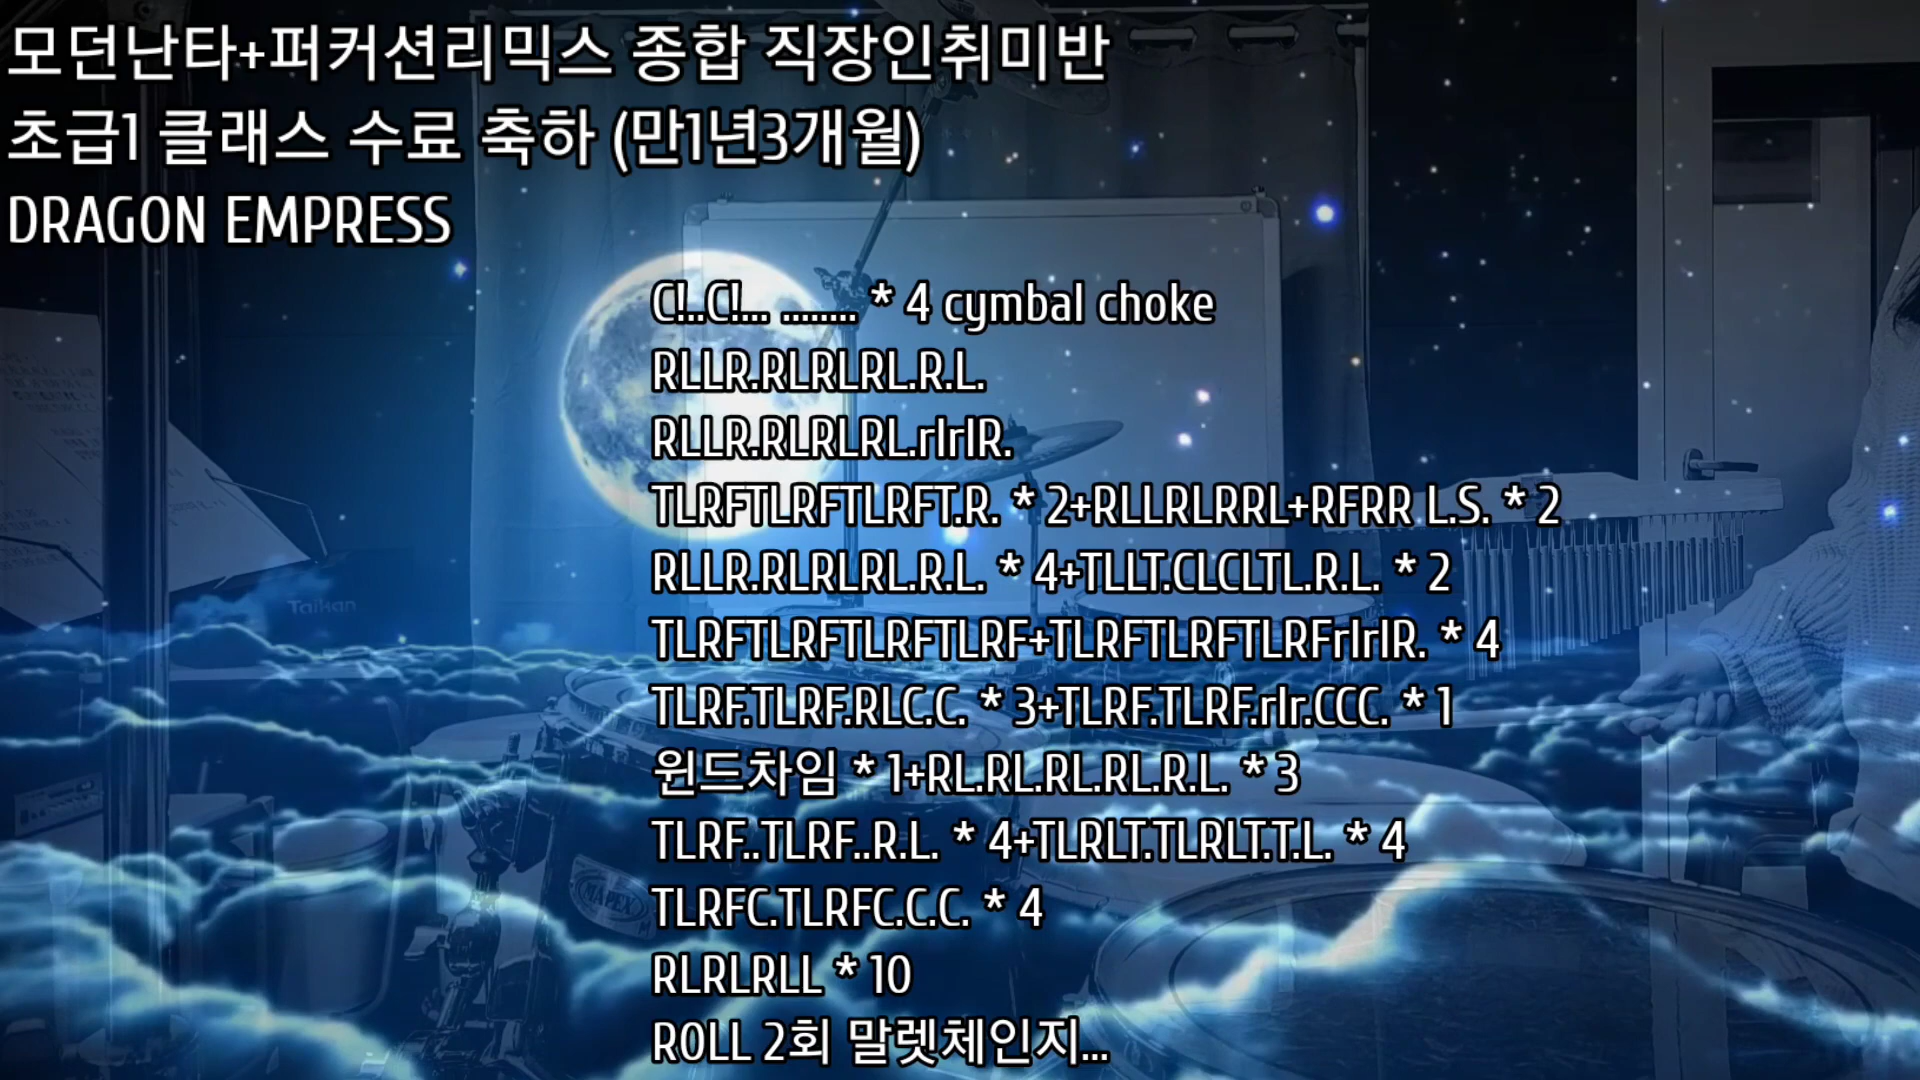 모던난타+퍼커션리믹스 종합 직장인취미반
초급1 클래스 수료 축하 (만1년3개월)
DRAGON EMPRESS
C!..C!... ........ * 4 cymbal choke
RLLR.RLRLRL.R.L.
RLLR.RLRLRL.rlrlR.
TLRFTLRFTLRFT.R. * 2+RLLRLRRL+RFRR L.S. * 2
RLLR.RLRLRL.R.L. * 4+TLLT.CLCLTL.R.L. * 2
TLRFTLRFTLRFTLRF+TLRFTLRFTLRFrlrlR. * 4
TLRF.TLRF.RLC.C. * 3+TLRF.TLRF.rlr.CCC. * 1
윈드차임 * 1+RL.RL.RL.RL.R.L. * 3
TLRF..TLRF..R.L. * 4+TLRLT.TLRLT.T.L. * 4
TLRFC.TLRFC.C.C. * 4
RLRLRLL * 10
ROLL 2회 말렛체인지...
Taikan
MAPEX